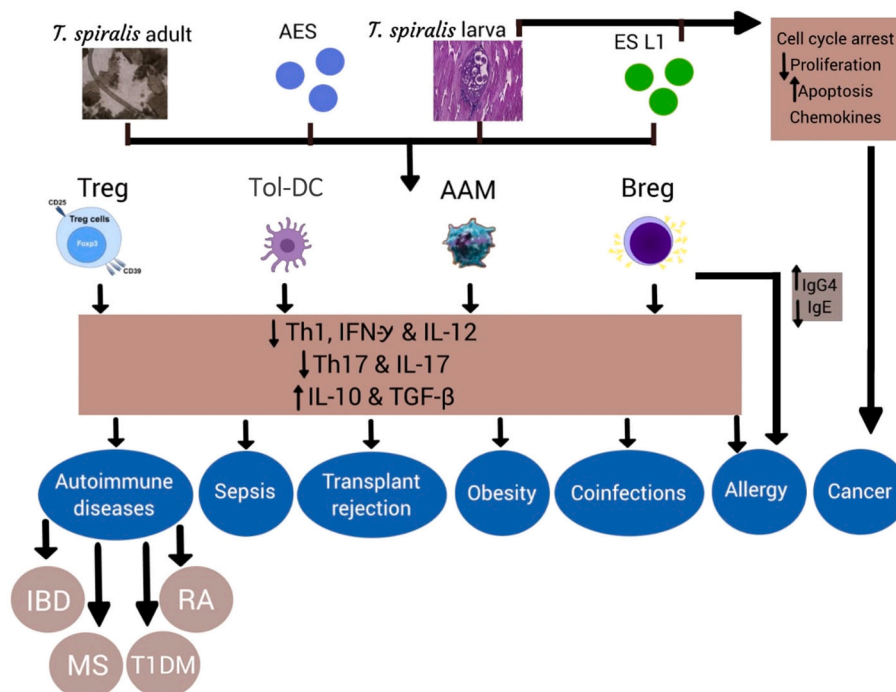 T. spiralis adult
AES
T. spiralis larva
ES L1
Cell cycle arrest
↓ Proliferation
↑ Apoptosis
Chemokines
Treg
Tol-DC
AAM
Breg
CD25
Treg cells
Foxp3
CD39
↑ IgG4
↓ IgE
↓ Th1, IFN-γ & IL-12
↓ Th17 & IL-17
↑ IL-10 & TGF-β
Autoimmune
diseases
Sepsis
Transplant
rejection
Obesity
Coinfections
Allergy
Cancer
IBD
RA
MS
T1DM